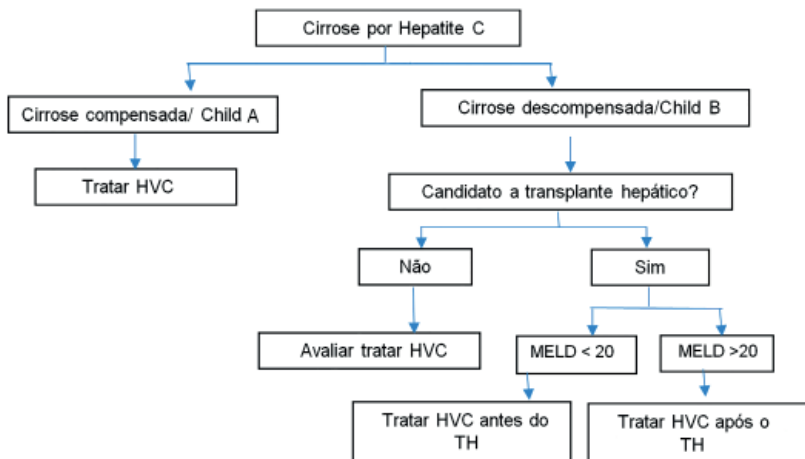 Cirrose por Hepatite C
Cirrose compensada/ Child A
Cirrose descompensada/Child B
Tratar HVC
Candidato a transplante hepático?
Não
Sim
Avaliar tratar HVC
MELD < 20
MELD >20
Tratar HVC antes do
TH
Tratar HVC após o
TH